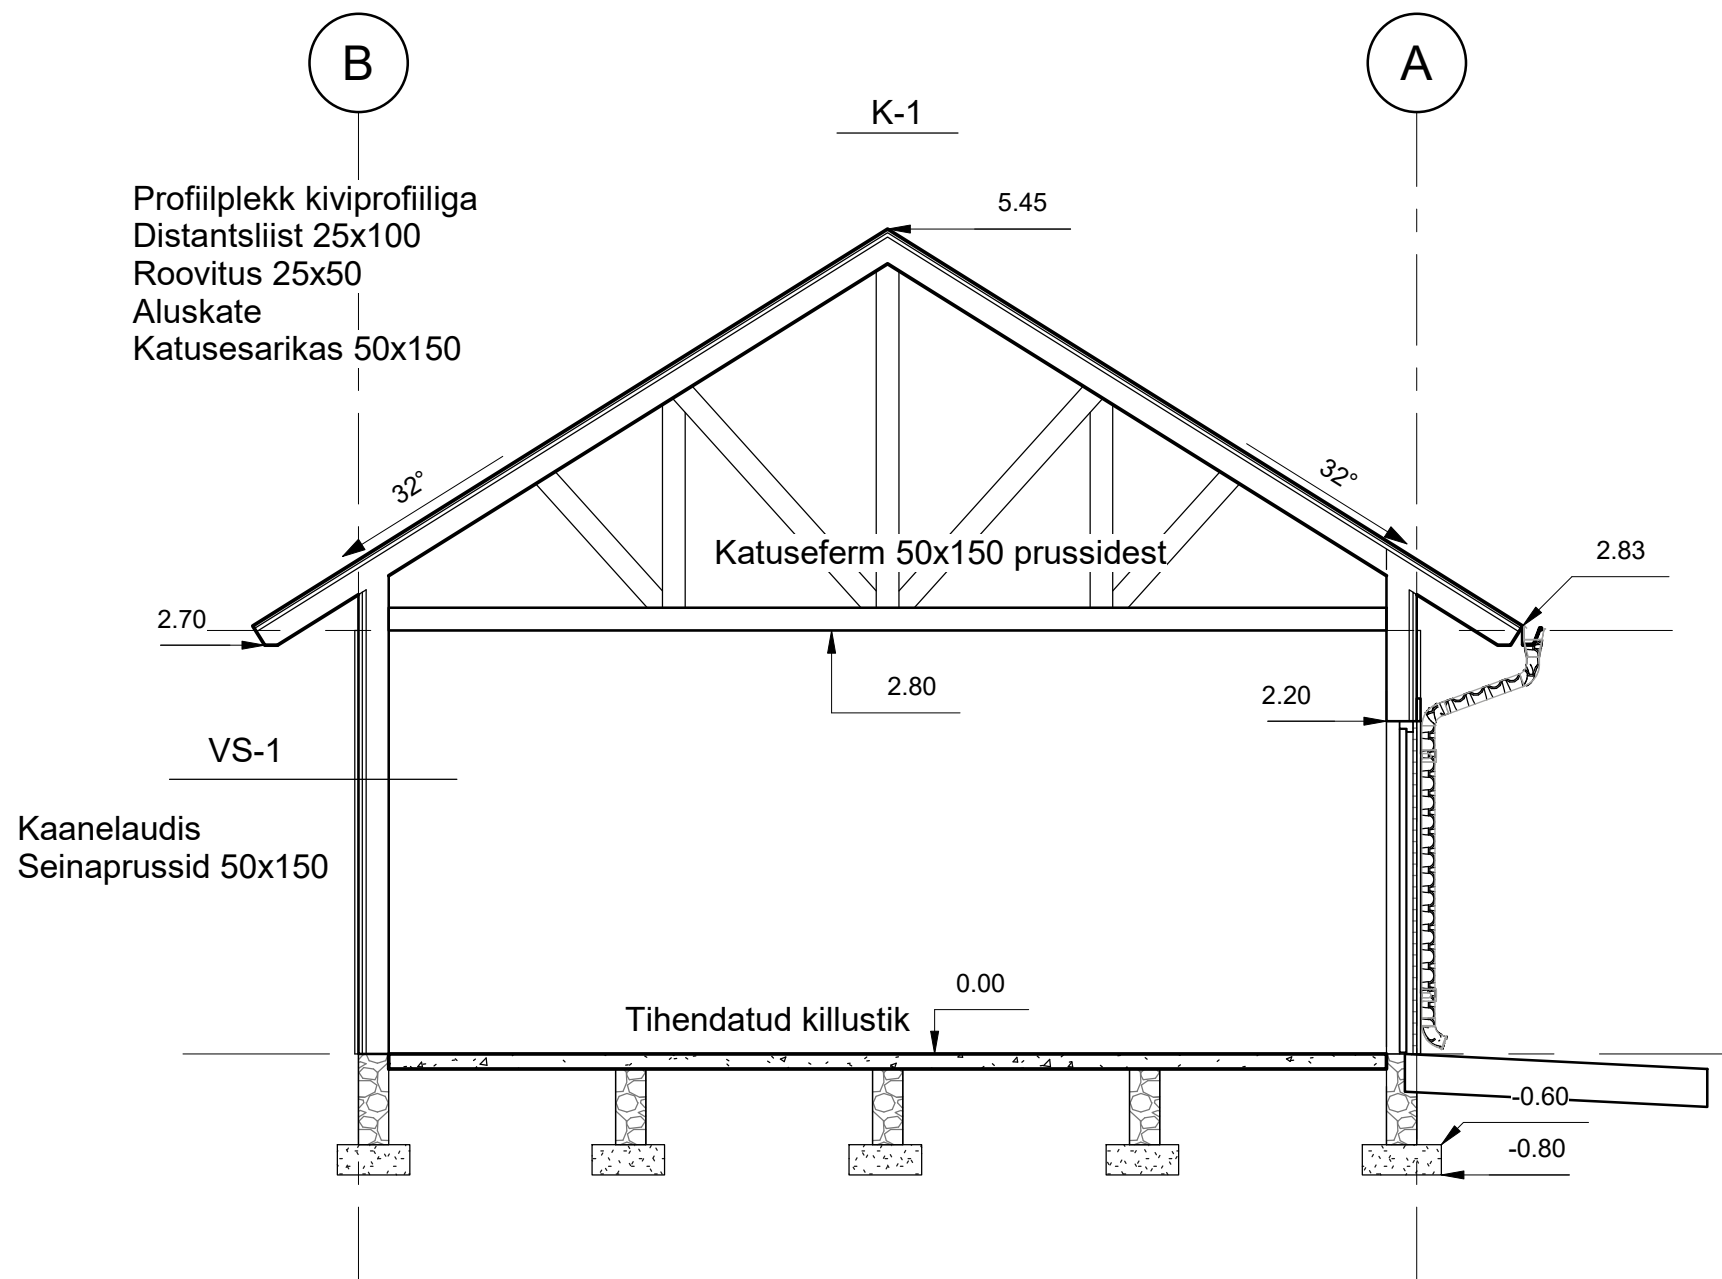 B
A
K-1
Profiilplekk kiviprofiiliga
Distantsliist 25x100
Roovitus 25x50
Aluskate
Katusesarikas 50x150
5.45
32°
32°
Katuseferm 50x150 prussidest
2.83
2.70
2.80
2.20
VS-1
Kaanelaudis
Seinaprussid 50x150
0.00
Tihendatud killustik
-0.60
-0.80